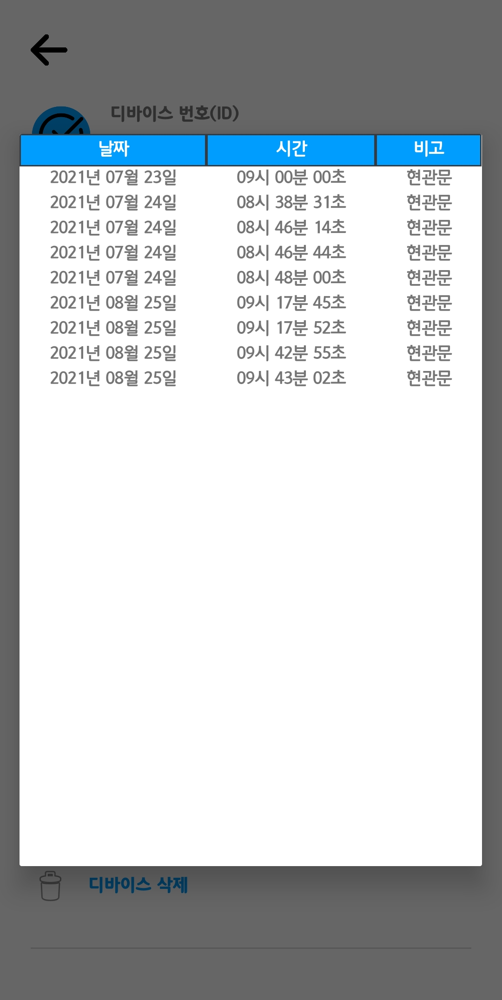 디바이스 번호(ID)
날짜 시간 비고
2021년 07월 23일 09시 00분 00초 현관문
2021년 07월 24일 08시 38분 31초 현관문
2021년 07월 24일 08시 46분 14초 현관문
2021년 07월 24일 08시 46분 44초 현관문
2021년 07월 24일 08시 48분 00초 현관문
2021년 08월 25일 09시 17분 45초 현관문
2021년 08월 25일 09시 17분 52초 현관문
2021년 08월 25일 09시 42분 55초 현관문
2021년 08월 25일 09시 43분 02초 현관문
디바이스 삭제